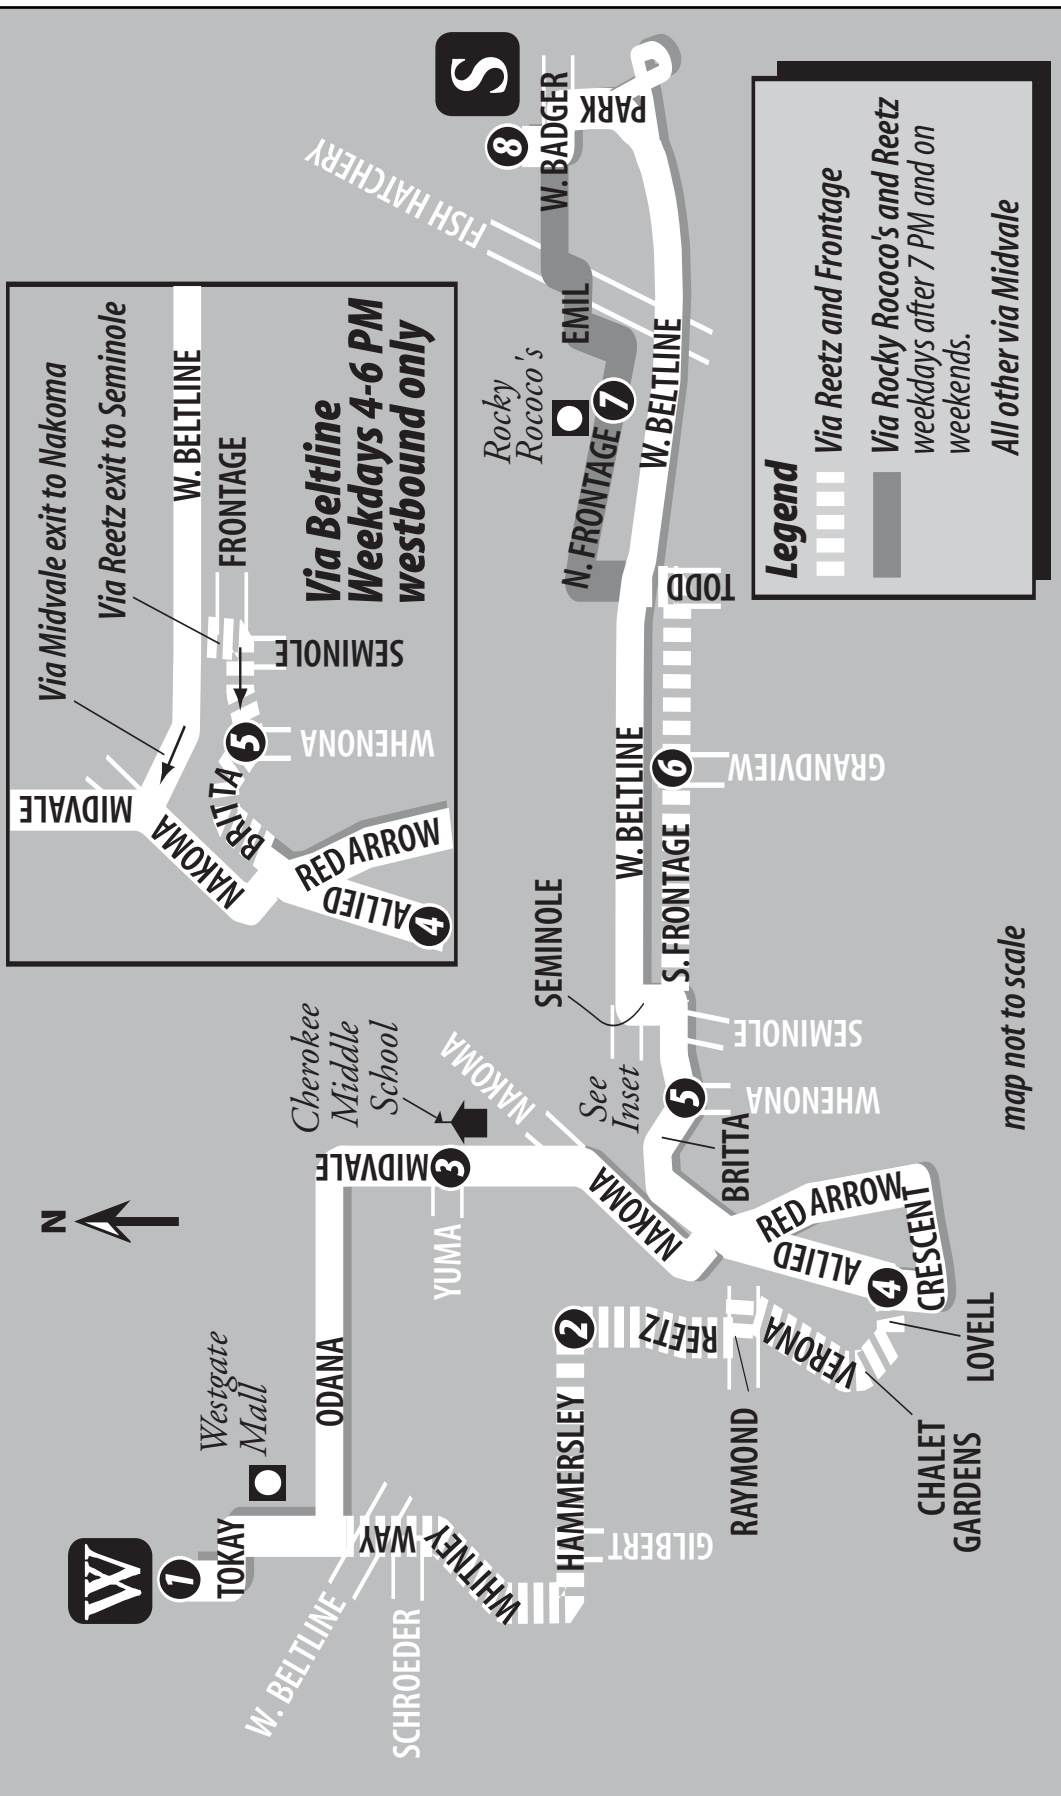 W
1
TOKAY
Westgate
Mall
ODANA
W. BELTLINE
SCHROEDER
WHITNEY
WAY
HAMMERSLEY
GILBERT
2
REETZ
RAYMOND
VERONA
CHALET
GARDENS
LOVELL
N
YUMA
MIDVALE
3
Cherokee
Middle
School
NAKOMA
NAKOMA
ALLIED
4
RED ARROW
CRESCENT
BRITTA
5
WHENONA
See
Inset
SEMINOLE
SEMINOLE
S. FRONTAGE
W. BELTLINE
6
GRANDVIEW
TODD
N. FRONTAGE
7
Rocky
Rococo's
W. BELTLINE
EMIL
FISH HATCHERY
W. BADGER
8
PARK
S
map not to scale
Via Midvale exit to Nakoma
Via Reetz exit to Seminole
MIDVALE
NAKOMA
BRITTA
5
RED ARROW
ALLIED
4
WHENONA
SEMINOLE
FRONTAGE
W. BELTLINE
Via Beltline
Weekdays 4-6 PM
westbound only
Legend
Via Reetz and Frontage
Via Rocky Rococo's and Reetz
weekdays after 7 PM and on
weekends.
All other via Midvale